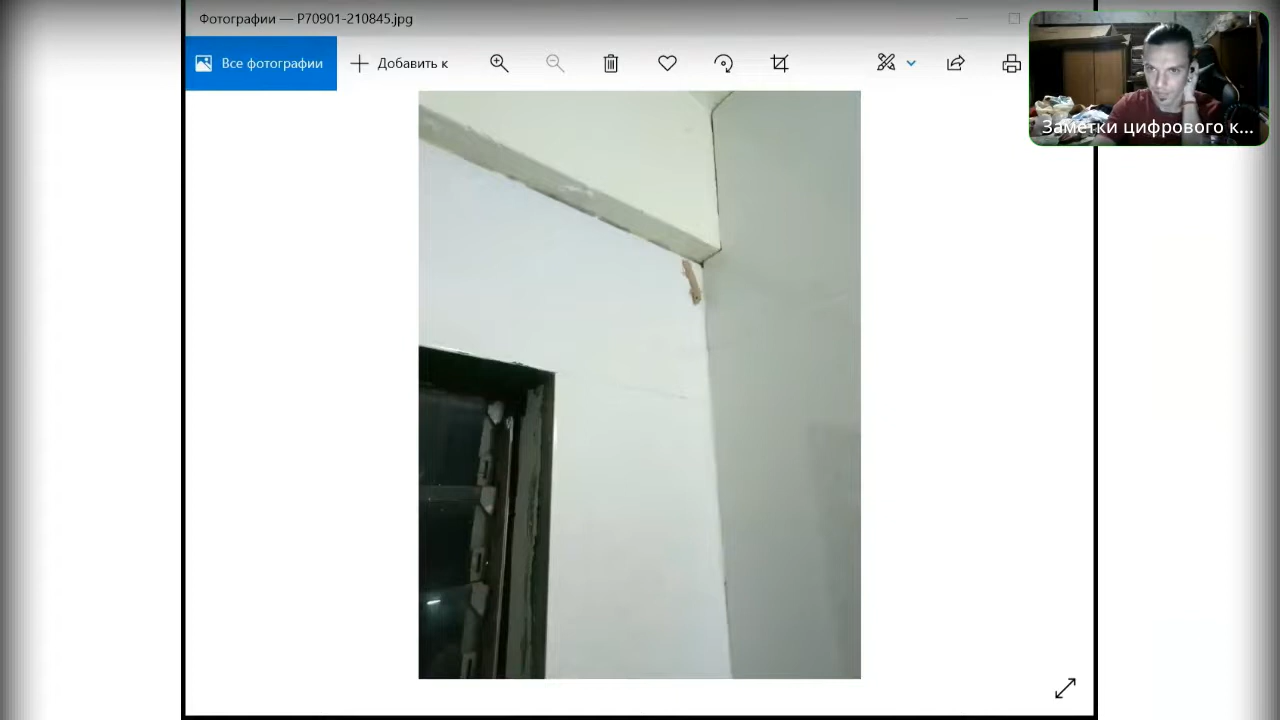 Фотографии — P70901-210845.jpg
Все фотографии
Добавить к
Заметки цифрового к...